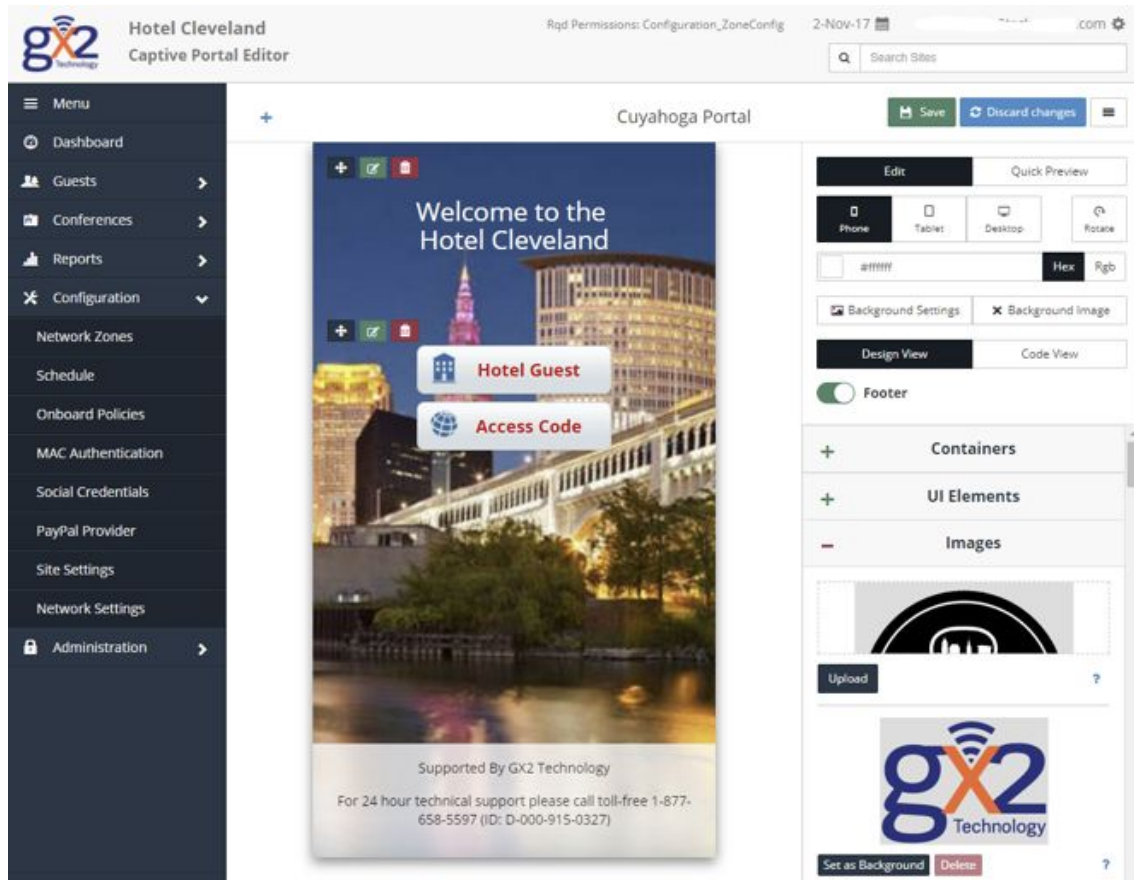 gx2
Technology
Hotel Cleveland
Captive Portal Editor
Rqd Permissions: Configuration_ZoneConfig
2-Nov-17
.com
Search Sites
Menu
Dashboard
Guests
Conferences
Reports
Configuration
Network Zones
Schedule
Onboard Policies
MAC Authentication
Social Credentials
PayPal Provider
Site Settings
Network Settings
Administration
+
Cuyahoga Portal
Save
Discard changes
Welcome to the
Hotel Cleveland
Hotel Guest
Access Code
Supported By GX2 Technology
For 24 hour technical support please call toll-free 1-877-
658-5597 (ID: D-000-915-0327)
Edit
Quick Preview
Phone
Tablet
Desktop
Rotate
#ffffff
Hex
Rgb
Background Settings
Background Image
Design View
Code View
Footer
+ Containers
+ UI Elements
- Images
Upload
?
gx2
Technology
Set as Background
Delete
?